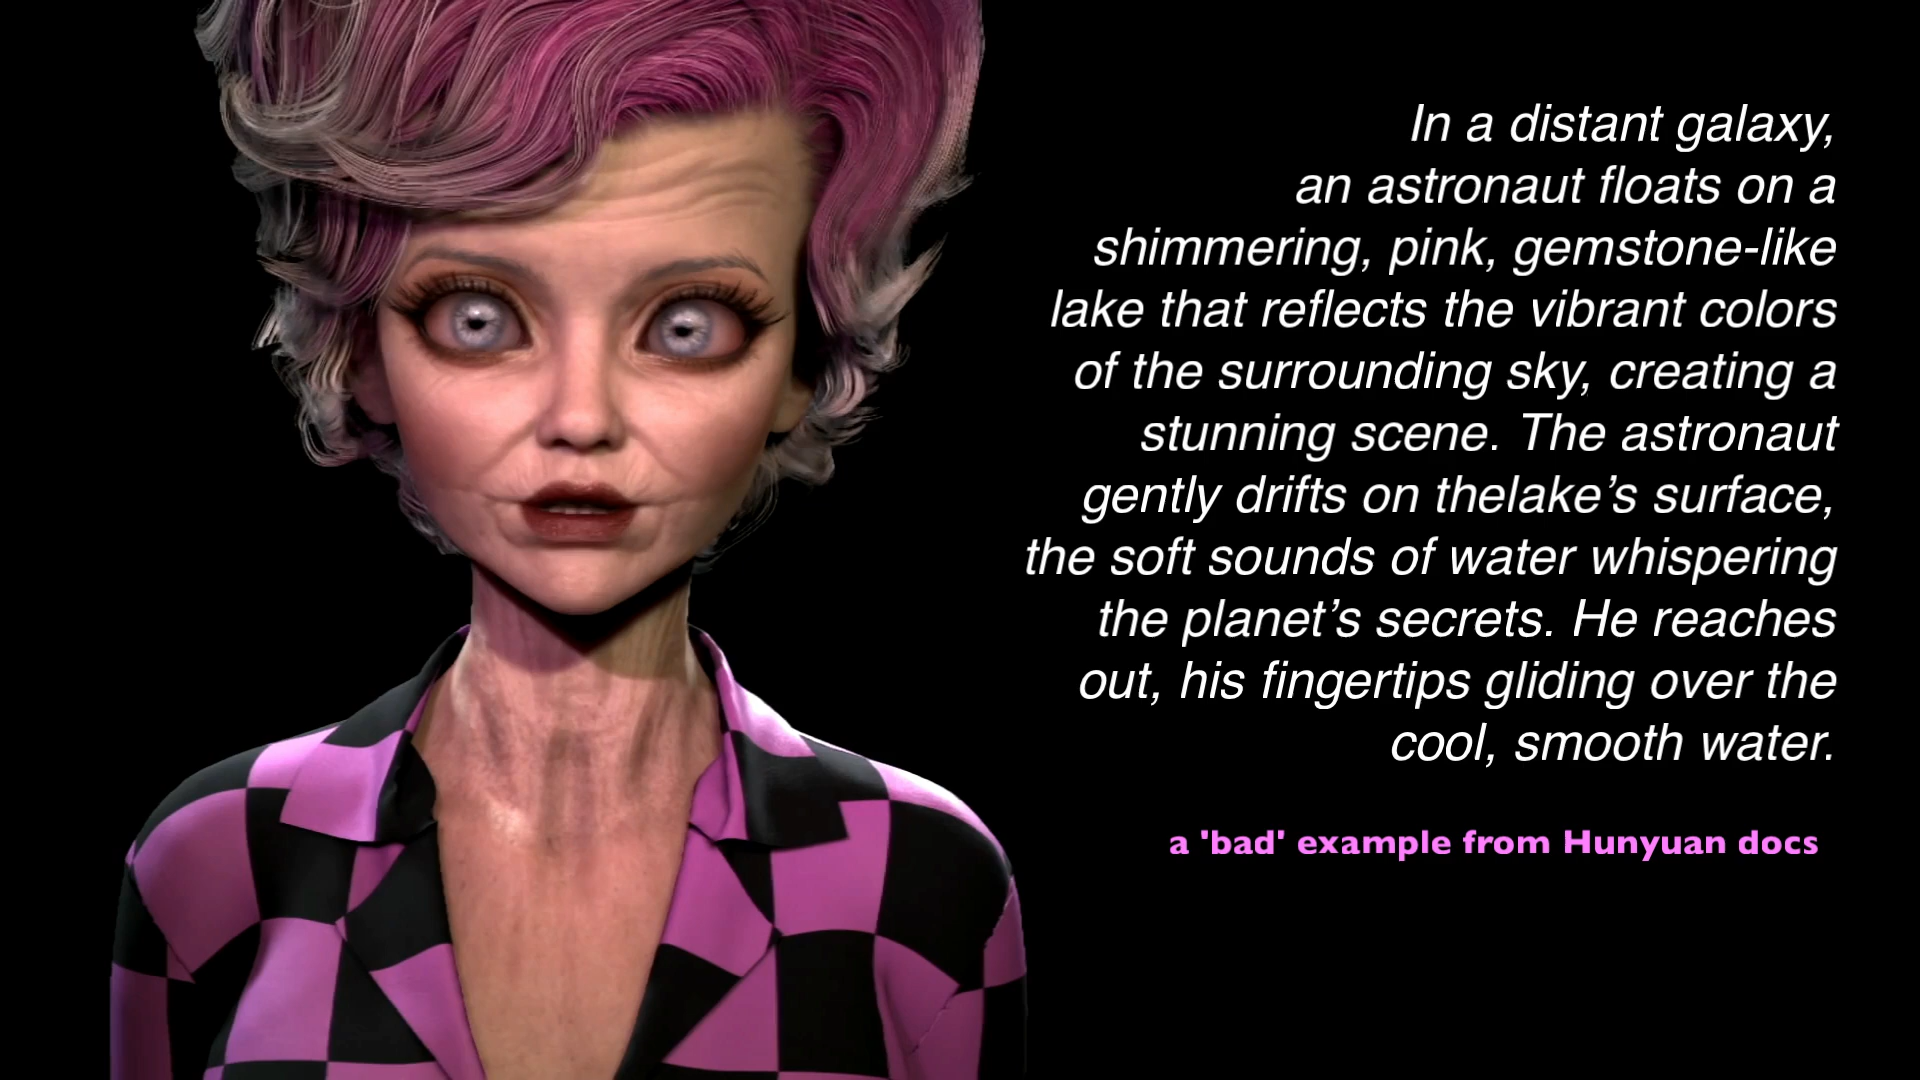 In a distant galaxy,
an astronaut floats on a
shimmering, pink, gemstone-like
lake that reflects the vibrant colors
of the surrounding sky, creating a
stunning scene. The astronaut
gently drifts on thelake’s surface,
the soft sounds of water whispering
the planet’s secrets. He reaches
out, his fingertips gliding over the
cool, smooth water.
a 'bad' example from Hunyuan docs